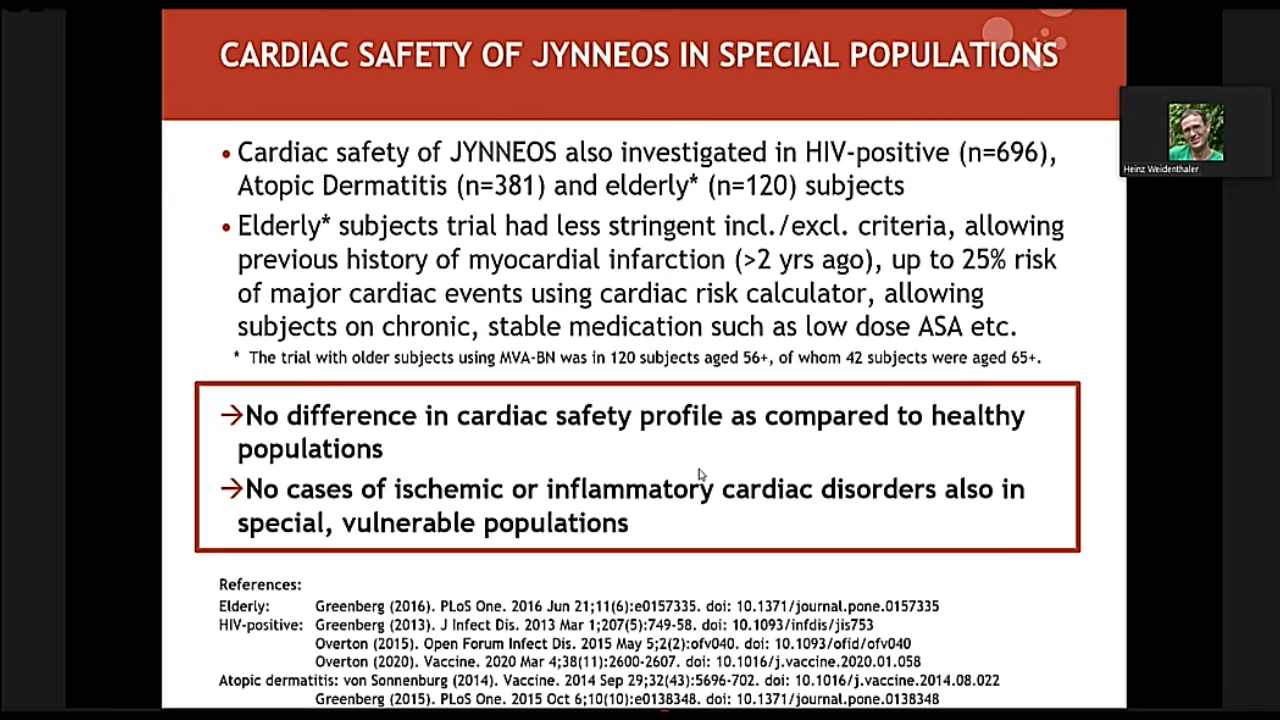 CARDIAC SAFETY OF JYNNEOS IN SPECIAL POPULATIONS
• Cardiac safety of JYNNEOS also investigated in HIV-positive (n=696),
Atopic Dermatitis (n=381) and elderly* (n=120) subjects
• Elderly* subjects trial had less stringent incl./excl. criteria, allowing
previous history of myocardial infarction (>2 yrs ago), up to 25% risk
of major cardiac events using cardiac risk calculator, allowing
subjects on chronic, stable medication such as low dose ASA etc.
* The trial with older subjects using MVA-BN was in 120 subjects aged 56+, of whom 42 subjects were aged 65+.
→No difference in cardiac safety profile as compared to healthy
populations
→No cases of ischemic or inflammatory cardiac disorders also in
special, vulnerable populations
References:
Elderly: Greenberg (2016). PLoS One. 2016 Jun 21;11(6):e0157335. doi: 10.1371/journal.pone.0157335
HIV-positive: Greenberg (2013). J Infect Dis. 2013 Mar 1;207(5):749-58. doi: 10.1093/infdis/jis753
Overton (2015). Open Forum Infect Dis. 2015 May 5;2(2):ofv040. doi: 10.1093/ofid/ofv040
Overton (2020). Vaccine. 2020 Mar 4;38(11):2600-2607. doi: 10.1016/j.vaccine.2020.01.058
Atopic dermatitis: von Sonnenburg (2014). Vaccine. 2014 Sep 29;32(43):5696-702. doi: 10.1016/j.vaccine.2014.08.022
Greenberg (2015). PLoS One. 2015 Oct 6;10(10):e0138348. doi: 10.1371/journal.pone.0138348
Heinz Weidenthaler